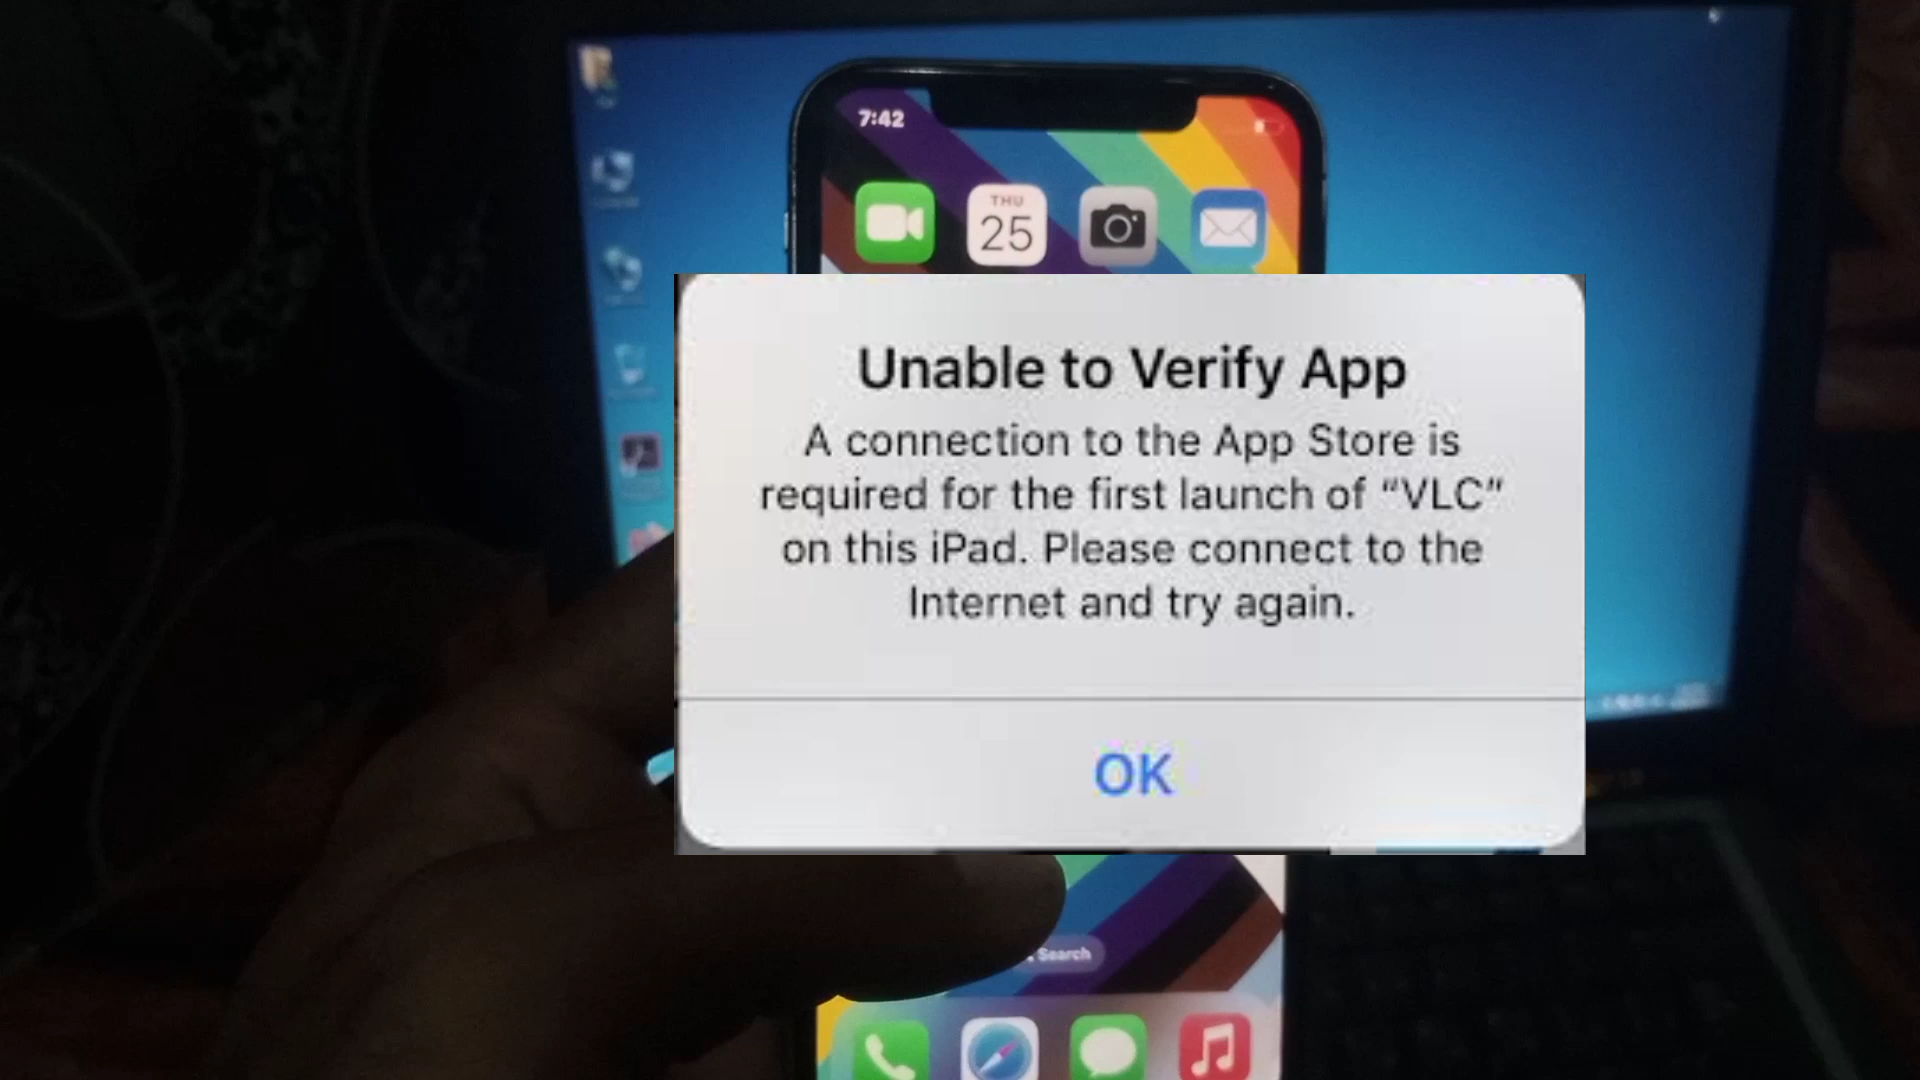 7:42
THU
25
Unable to Verify App
A connection to the App Store is
required for the first launch of “VLC”
on this iPad. Please connect to the
Internet and try again.
OK
Search